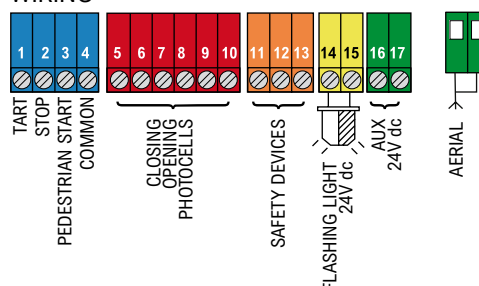 WIRING
1 2 3 4 5 6 7 8 9 10 11 12 13 14 15 16 17
TART
STOP
PEDESTRIAN START
COMMON
CLOSING
OPENING
PHOTOCELLS
SAFETY DEVICES
FLASHING LIGHT
24V dc
AUX
24V dc
AERIAL